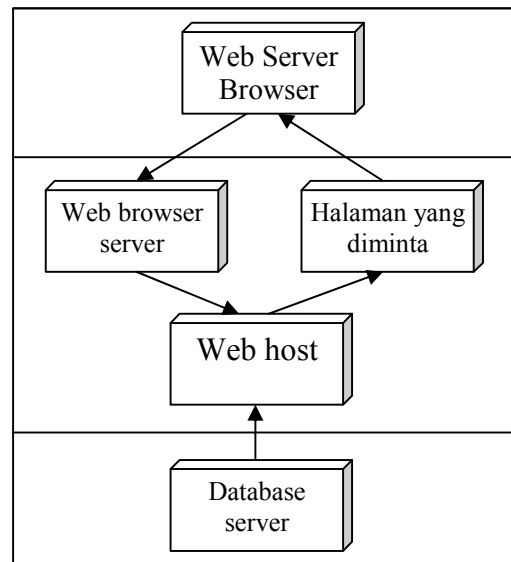 Web Server
Browser
Web browser
server
Halaman yang
diminta
Web host
Database
server